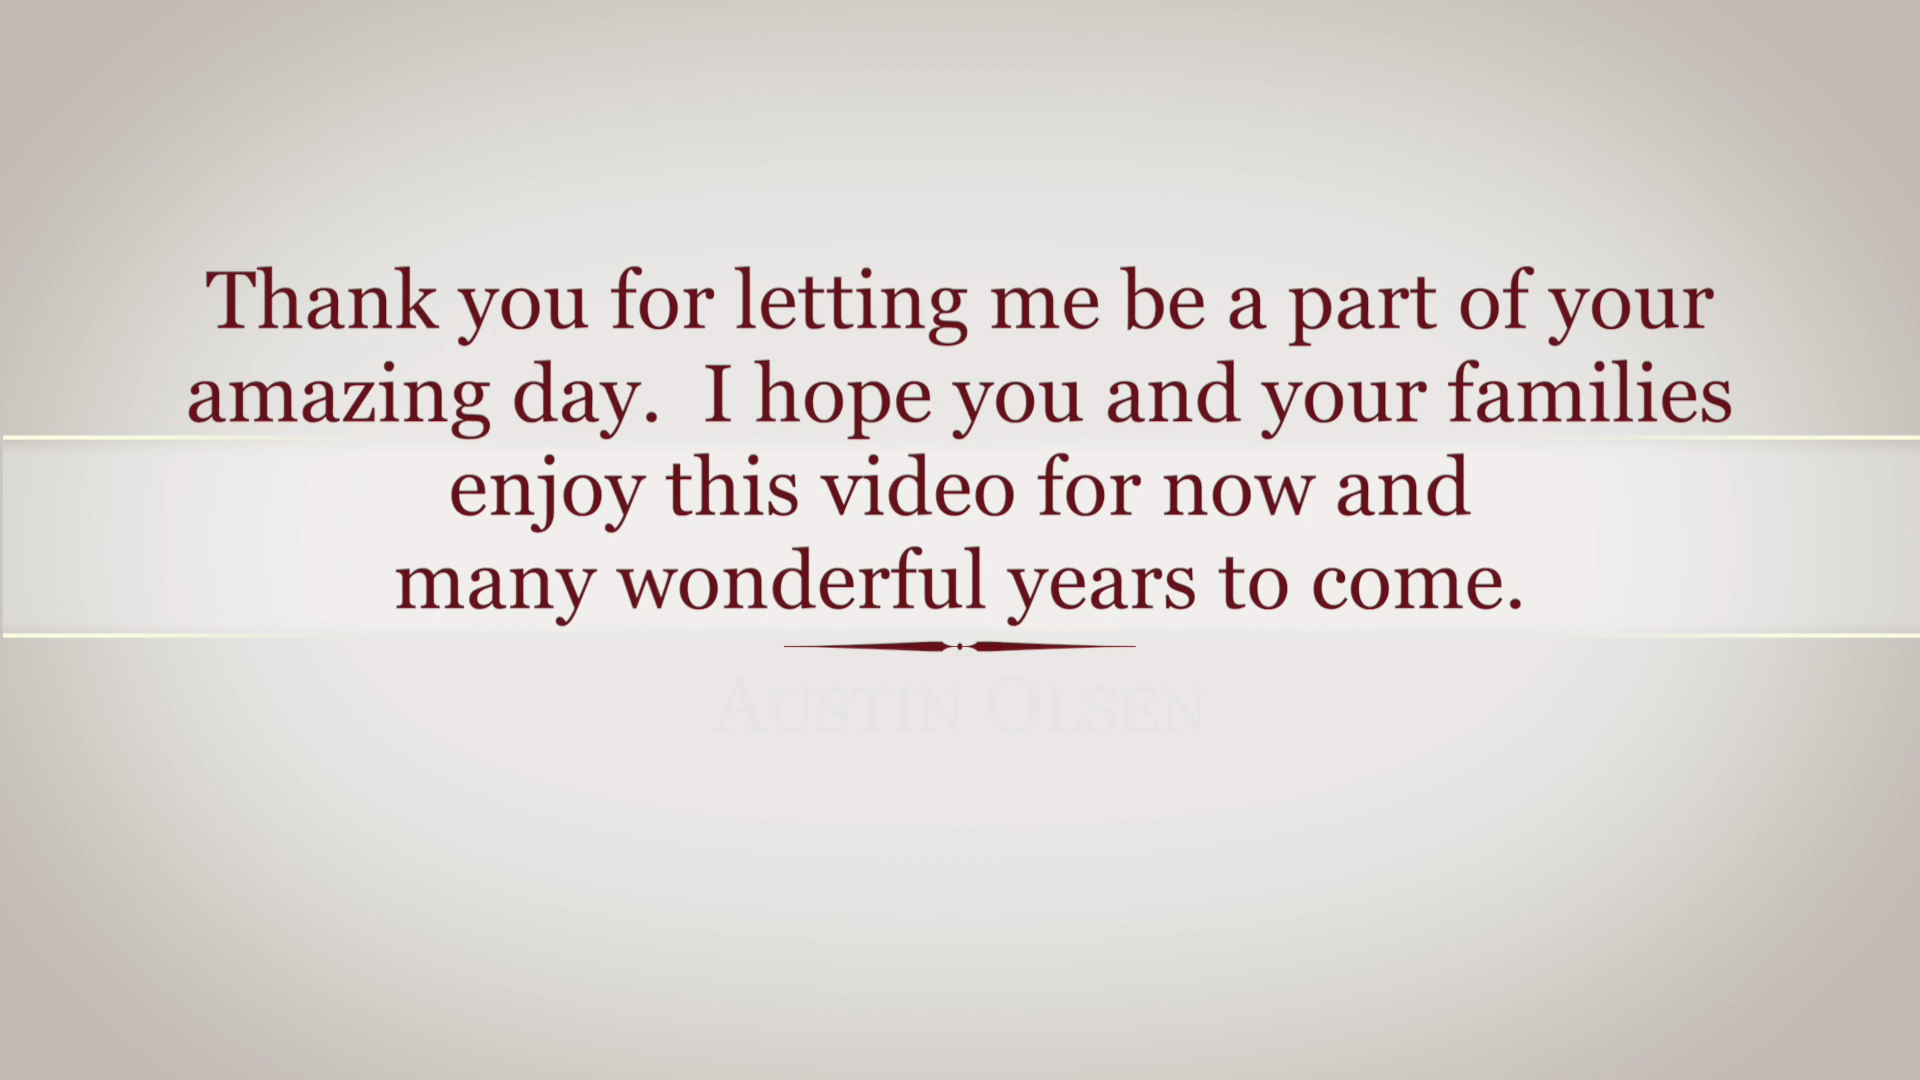 Thank you for letting me be a part of your
amazing day.  I hope you and your families
enjoy this video for now and
many wonderful years to come.
AUSTIN OLSEN